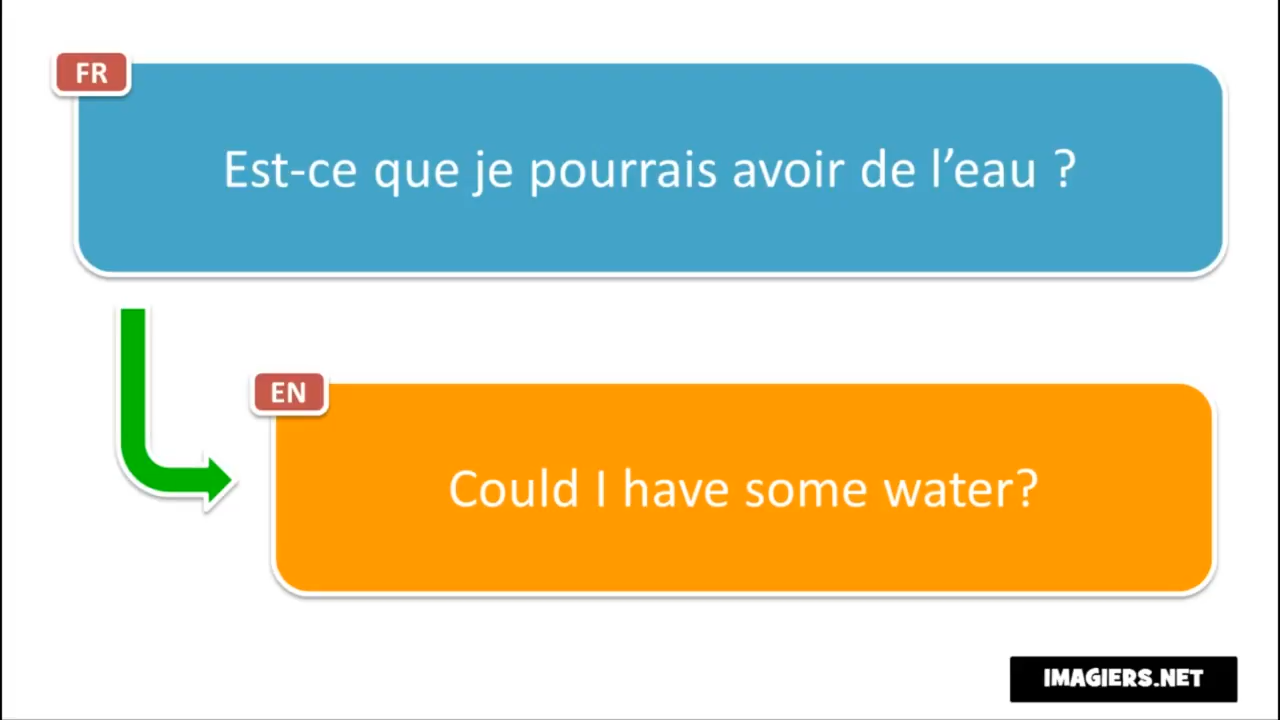 FR
Est-ce que je pourrais avoir de l’eau ?
EN
Could I have some water?
IMAGIERS.NET